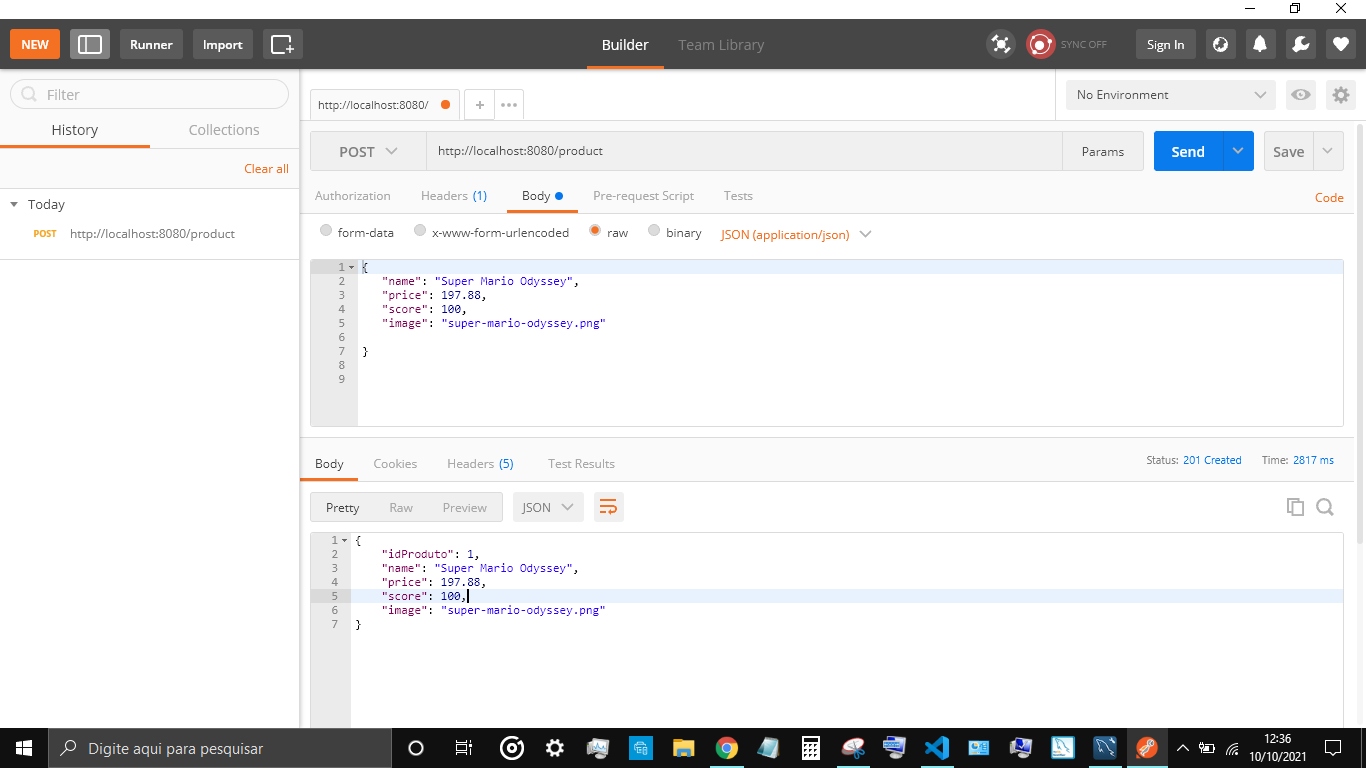 NEW Runner Import Builder Team Library SYNC OFF Sign In
Filter
http://localhost:8080/ + ••• No Environment
History Collections
Clear all
Today
POST http://localhost:8080/product
POST http://localhost:8080/product Params Send Save
Authorization Headers (1) Body Pre-request Script Tests Code
form-data x-www-form-urlencoded raw binary JSON (application/json)
1 {
2 "name": "Super Mario Odyssey",
3 "price": 197.88,
4 "score": 100,
5 "image": "super-mario-odyssey.png"
6
7 }
8
9
Body Cookies Headers (5) Test Results Status: 201 Created Time: 2817 ms
Pretty Raw Preview JSON
1 {
2 "idProduto": 1,
3 "name": "Super Mario Odyssey",
4 "price": 197.88,
5 "score": 100,
6 "image": "super-mario-odyssey.png"
7 }
Digite aqui para pesquisar
12:36
10/10/2021